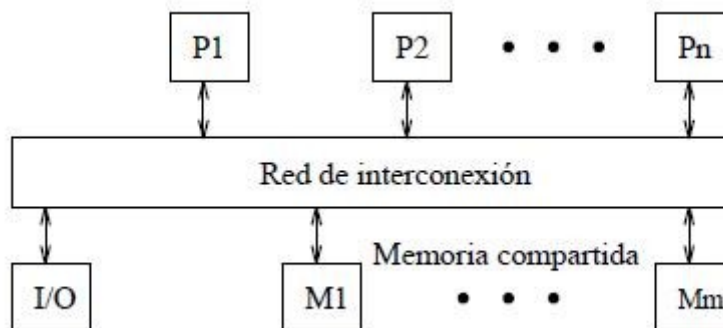 P1 P2 Pn
Red de interconexión
Memoria compartida
I/O M1 Mm